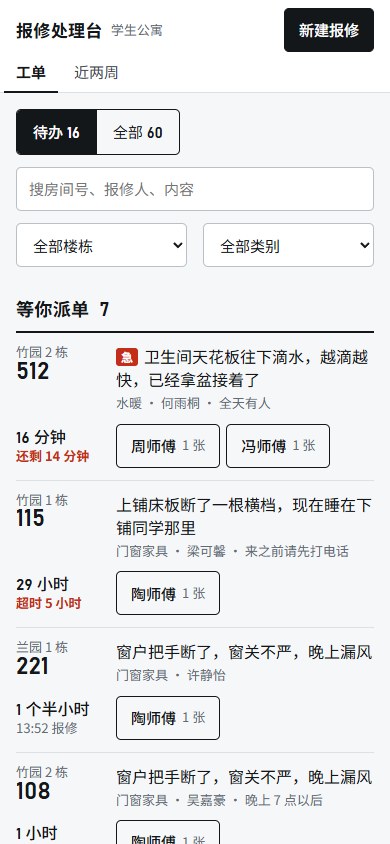 报修处理台 学生公寓 新建报修
工单 近两周
待办 16 全部 60
搜房间号、报修人、内容
全部楼栋 全部类别
等你派单 7
竹园 2 栋
512
急 卫生间天花板往下滴水，越滴越
快，已经拿盆接着了
水暖 · 何雨桐 · 全天有人
16 分钟
还剩 14 分钟
周师傅 1 张 冯师傅 1 张
竹园 1 栋
115
上铺床板断了一根横档，现在睡在下
铺同学那里
门窗家具 · 梁可馨 · 来之前请先打电话
29 小时
超时 5 小时
陶师傅 1 张
兰园 1 栋
221
窗户把手断了，窗关不严，晚上漏风
门窗家具 · 许静怡
1 个半小时
13:52 报修
陶师傅 1 张
竹园 2 栋
108
窗户把手断了，窗关不严，晚上漏风
门窗家具 · 吴嘉豪 · 晚上 7 点以后
1 小时
陶师傅 1 张